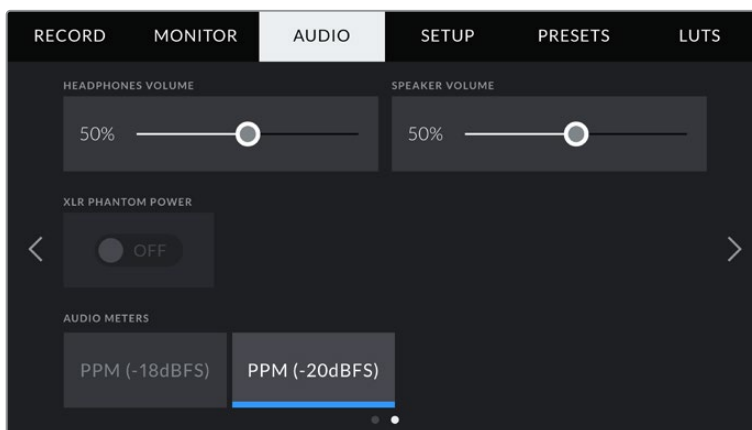 RECORD MONITOR AUDIO SETUP PRESETS LUTS
HEADPHONES VOLUME SPEAKER VOLUME
50% 50%
XLR PHANTOM POWER
OFF
AUDIO METERS
PPM (-18dBFS) PPM (-20dBFS)